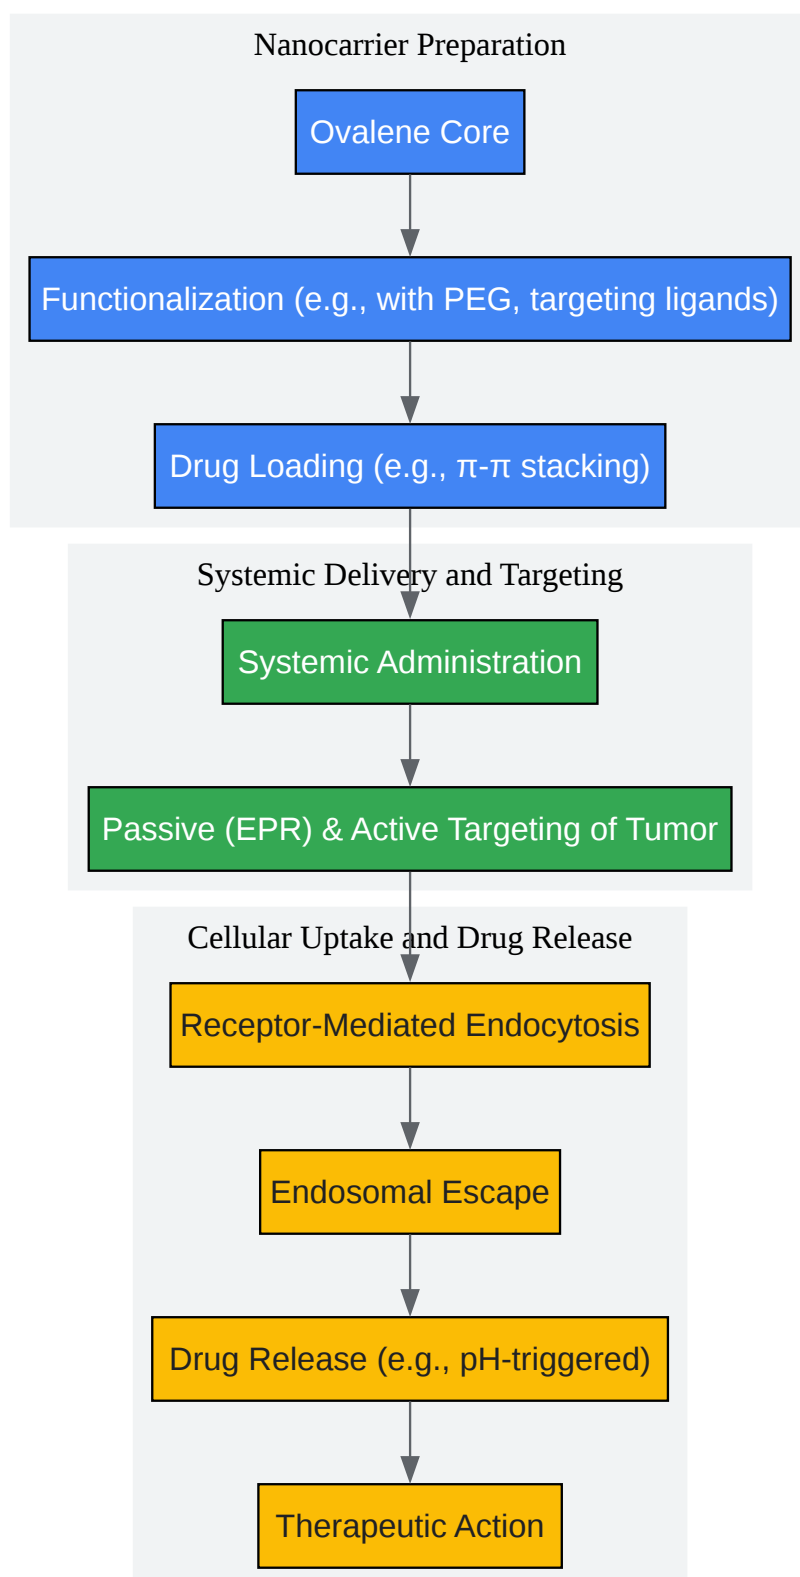 Nanocarrier Preparation
Ovalene Core
Functionalization (e.g., with PEG, targeting ligands)
Drug Loading (e.g., π-π stacking)
Systemic Delivery and Targeting
Systemic Administration
Passive (EPR) & Active Targeting of Tumor
Cellular Uptake and Drug Release
Receptor-Mediated Endocytosis
Endosomal Escape
Drug Release (e.g., pH-triggered)
Therapeutic Action